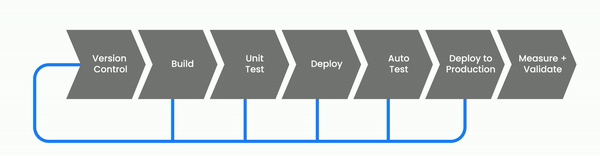 Version
Control
Build
Unit
Test
Deploy
Auto
Test
Deploy to
Production
Measure +
Validate